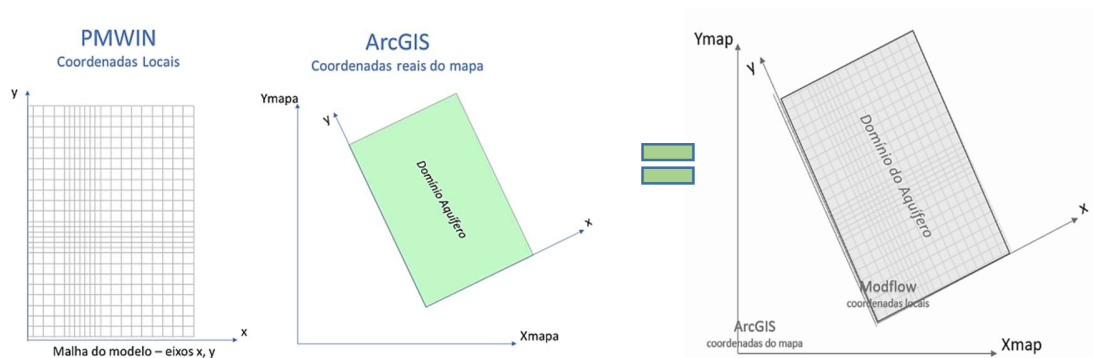 PMWIN
Coordenadas Locais
y
x
Malha do modelo – eixos x, y
ArcGIS
Coordenadas reais do mapa
Ymapa
y
Domínio Aquífero
x
Xmapa
Ymap
y
Domínio do Aquífero
x
Modflow
coordenadas locais
ArcGIS
coordenadas do mapa
Xmap